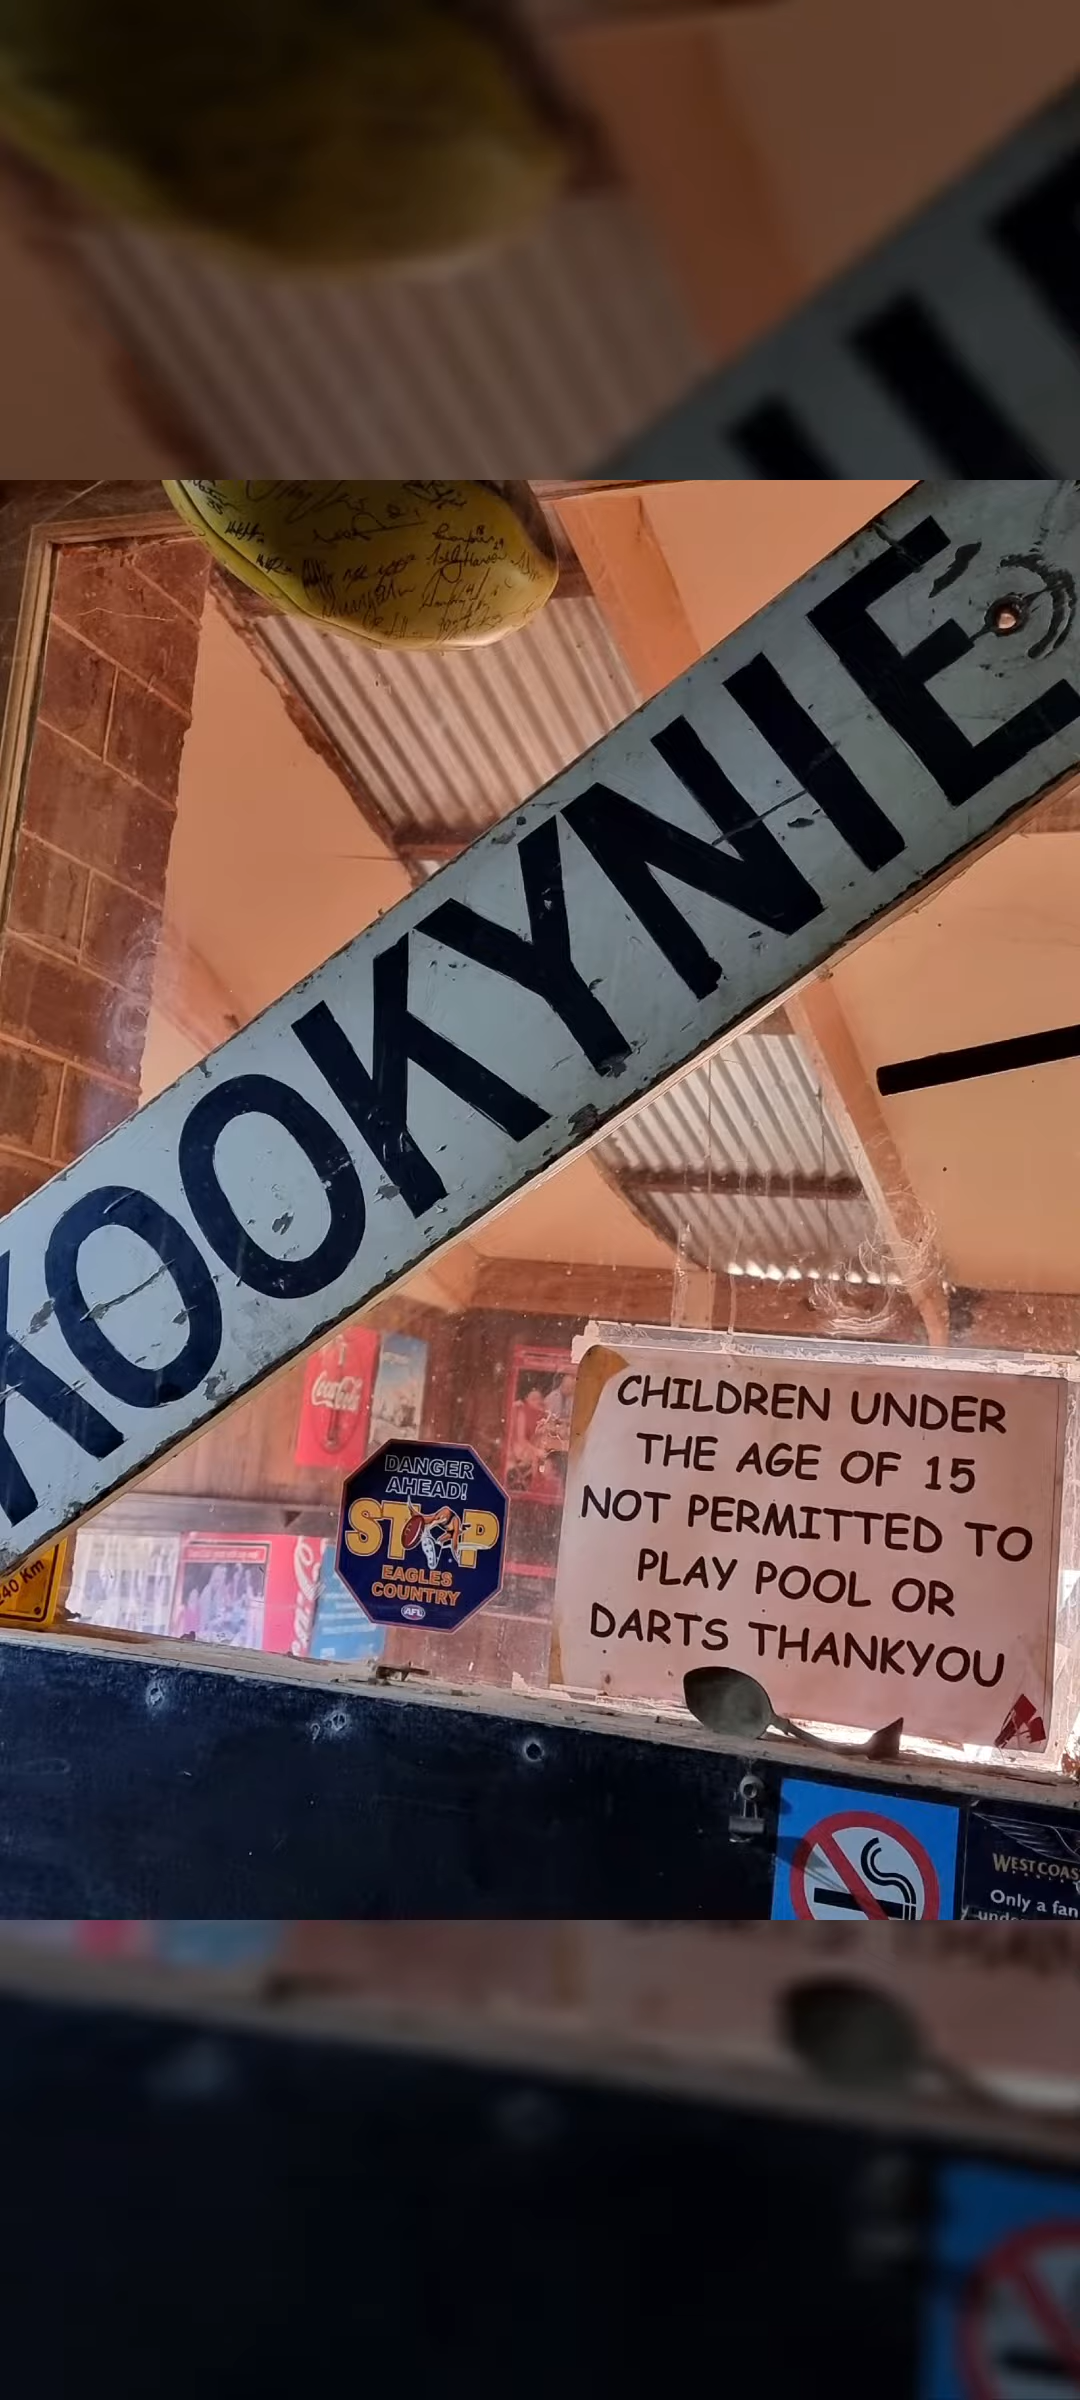 KOOKYNIE
Coca-Cola
CHILDREN UNDER
THE AGE OF 15
NOT PERMITTED TO
PLAY POOL OR
DARTS THANKYOU
DANGER
AHEAD!
STOP
EAGLES
COUNTRY
AFL
40 Km
WEST COAS
Only a fan